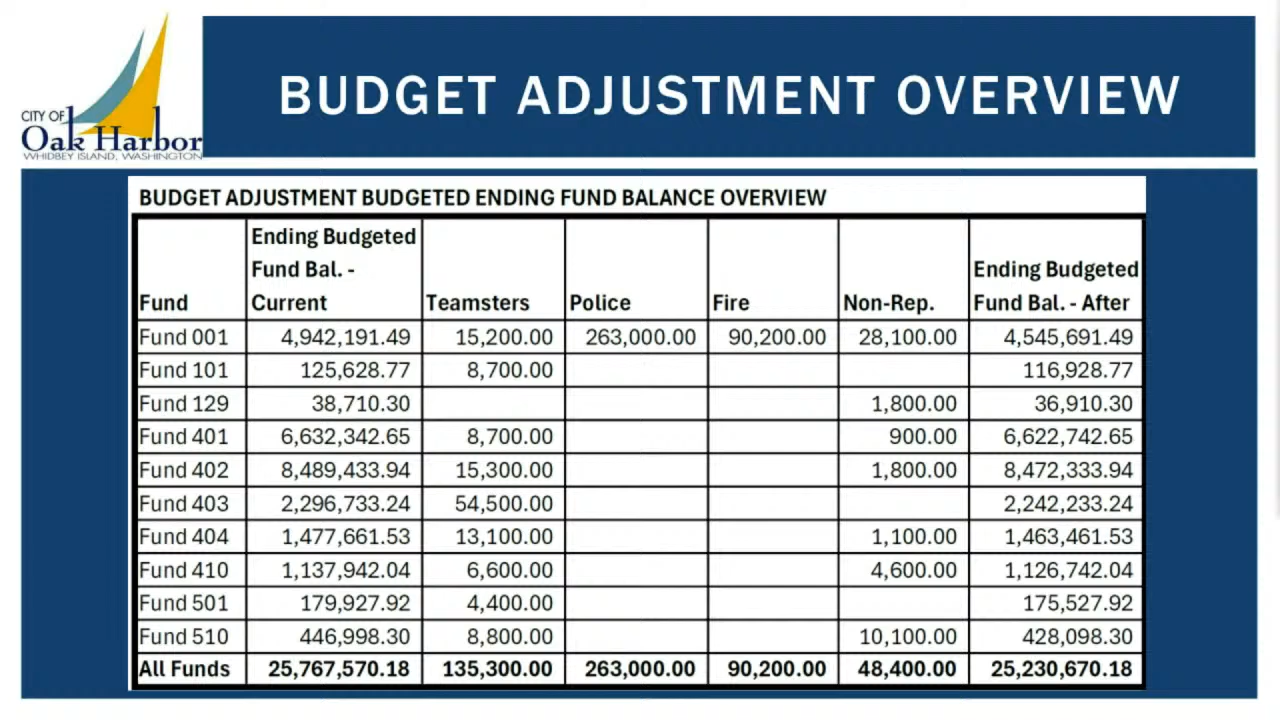 CITY OF
Oak Harbor
WHIDBEY ISLAND, WASHINGTON
BUDGET ADJUSTMENT OVERVIEW
BUDGET ADJUSTMENT BUDGETED ENDING FUND BALANCE OVERVIEW
Fund Ending Budgeted Fund Bal. - Current Teamsters Police Fire Non-Rep. Ending Budgeted Fund Bal. - After
Fund 001 4,942,191.49 15,200.00 263,000.00 90,200.00 28,100.00 4,545,691.49
Fund 101 125,628.77 8,700.00 116,928.77
Fund 129 38,710.30 1,800.00 36,910.30
Fund 401 6,632,342.65 8,700.00 900.00 6,622,742.65
Fund 402 8,489,433.94 15,300.00 1,800.00 8,472,333.94
Fund 403 2,296,733.24 54,500.00 2,242,233.24
Fund 404 1,477,661.53 13,100.00 1,100.00 1,463,461.53
Fund 410 1,137,942.04 6,600.00 4,600.00 1,126,742.04
Fund 501 179,927.92 4,400.00 175,527.92
Fund 510 446,998.30 8,800.00 10,100.00 428,098.30
All Funds 25,767,570.18 135,300.00 263,000.00 90,200.00 48,400.00 25,230,670.18